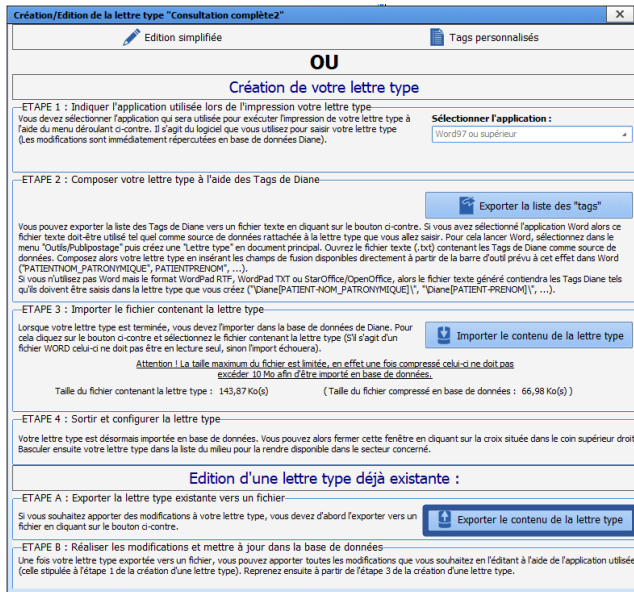 Création/Edition de la lettre type "Consultation complète2"
Edition simplifiée
Tags personnalisés
OU
Création de votre lettre type
ETAPE 1 : Indiquer l'application utilisée lors de l'impression votre lettre type
Vous devez sélectionner l'application qui sera utilisée pour exécuter l'impression de votre lettre type à
l'aide du menu déroulant ci-contre. Il s'agit du logiciel que vous utilisez pour saisir votre lettre type
(Les modifications sont immédiatement répercutées en base de données Diane).
Sélectionner l'application :
Word97 ou supérieur
ETAPE 2 : Composer votre lettre type à l'aide des Tags de Diane
Exporter la liste des "tags"
Vous pouvez exporter la liste des Tags de Diane vers un fichier texte en cliquant sur le bouton ci-contre. Si vous avez sélectionné l'application Word alors ce
fichier texte doit-être utilisé tel quel comme source de données rattachée à la lettre type que vous allez saisir. Pour cela lancer Word, sélectionnez dans le
menu "Outils/Publipostage" puis créez une "Lettre type" en document principal. Ouvrez le fichier texte (.txt) contenant les Tags de Diane comme source de
données. Composez alors votre lettre type en insérant les champs de fusion disponibles directement à partir de la barre d'outil prévu à cet effet dans Word
("PATIENTNOM_PATRONYMIQUE", PATIENTPRENOM", ...).
Si vous n'utilisez pas Word mais le format WordPad RTF, WordPad TXT ou StarOffice/OpenOffice, alors le fichier texte généré contiendra les Tags Diane tels
qu'ils doivent être saisis dans la lettre type que vous créez ("\Diane[PATIENT-NOM_PATRONYMIQUE]\", "\Diane[PATIENT-PRENOM]\", ...).
ETAPE 3 : Importer le fichier contenant la lettre type
Lorsque votre lettre type est terminée, vous devez l'importer dans la base de données de Diane. Pour
cela cliquez sur le bouton ci-contre et sélectionnez le fichier contenant la lettre type (S'il s'agit d'un
fichier WORD celui-ci ne doit pas être en lecture seul, sinon l'import échouera).
Importer le contenu de la lettre type
Attention ! La taille maximum du fichier est limitée, en effet une fois compressé celui-ci ne doit pas
excéder 10 Mo afin d'être importé en base de données.
Taille du fichier contenant la lettre type : 143,87 Ko(s)
( Taille du fichier compressé en base de données : 66,98 Ko(s) )
ETAPE 4 : Sortir et configurer la lettre type
Votre lettre type est désormais importée en base de données. Vous pouvez alors fermer cette fenêtre en cliquant sur la croix située dans le coin supérieur droit
Basculer ensuite votre lettre type dans la liste du milieu pour la rendre disponible dans le secteur concerné.
Edition d'une lettre type déjà existante :
ETAPE A : Exporter la lettre type existante vers un fichier
Si vous souhaitez apporter des modifications à votre lettre type, vous devez d'abord l'exporter vers un
fichier en cliquant sur le bouton ci-contre.
Exporter le contenu de la lettre type
ETAPE B : Réaliser les modifications et mettre à jour dans la base de données
Une fois votre lettre type exportée vers un fichier, vous pouvez apporter toutes les modifications que vous souhaitez en l'éditant à l'aide de l'application utilisée
(celle stipulée à l'étape 1 de la création d'une lettre type). Reprenez ensuite à partir de l'étape 3 de la création d'une lettre type.